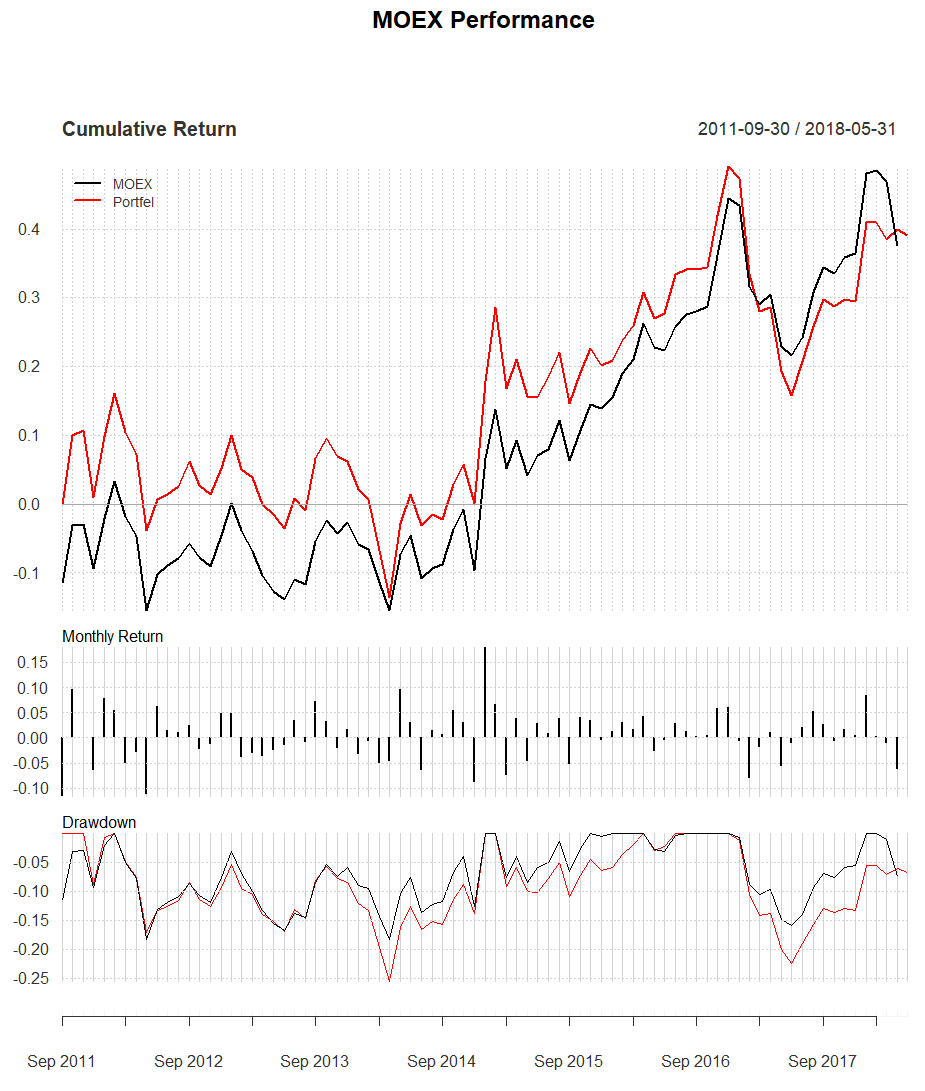 MOEX Performance
Cumulative Return 2011-09-30 / 2018-05-31
MOEX
Portfel
0.4
0.3
0.2
0.1
0.0
-0.1
Monthly Return
0.15
0.10
0.05
0.00
-0.05
-0.10
Drawdown
-0.05
-0.10
-0.15
-0.20
-0.25
Sep 2011 Sep 2012 Sep 2013 Sep 2014 Sep 2015 Sep 2016 Sep 2017